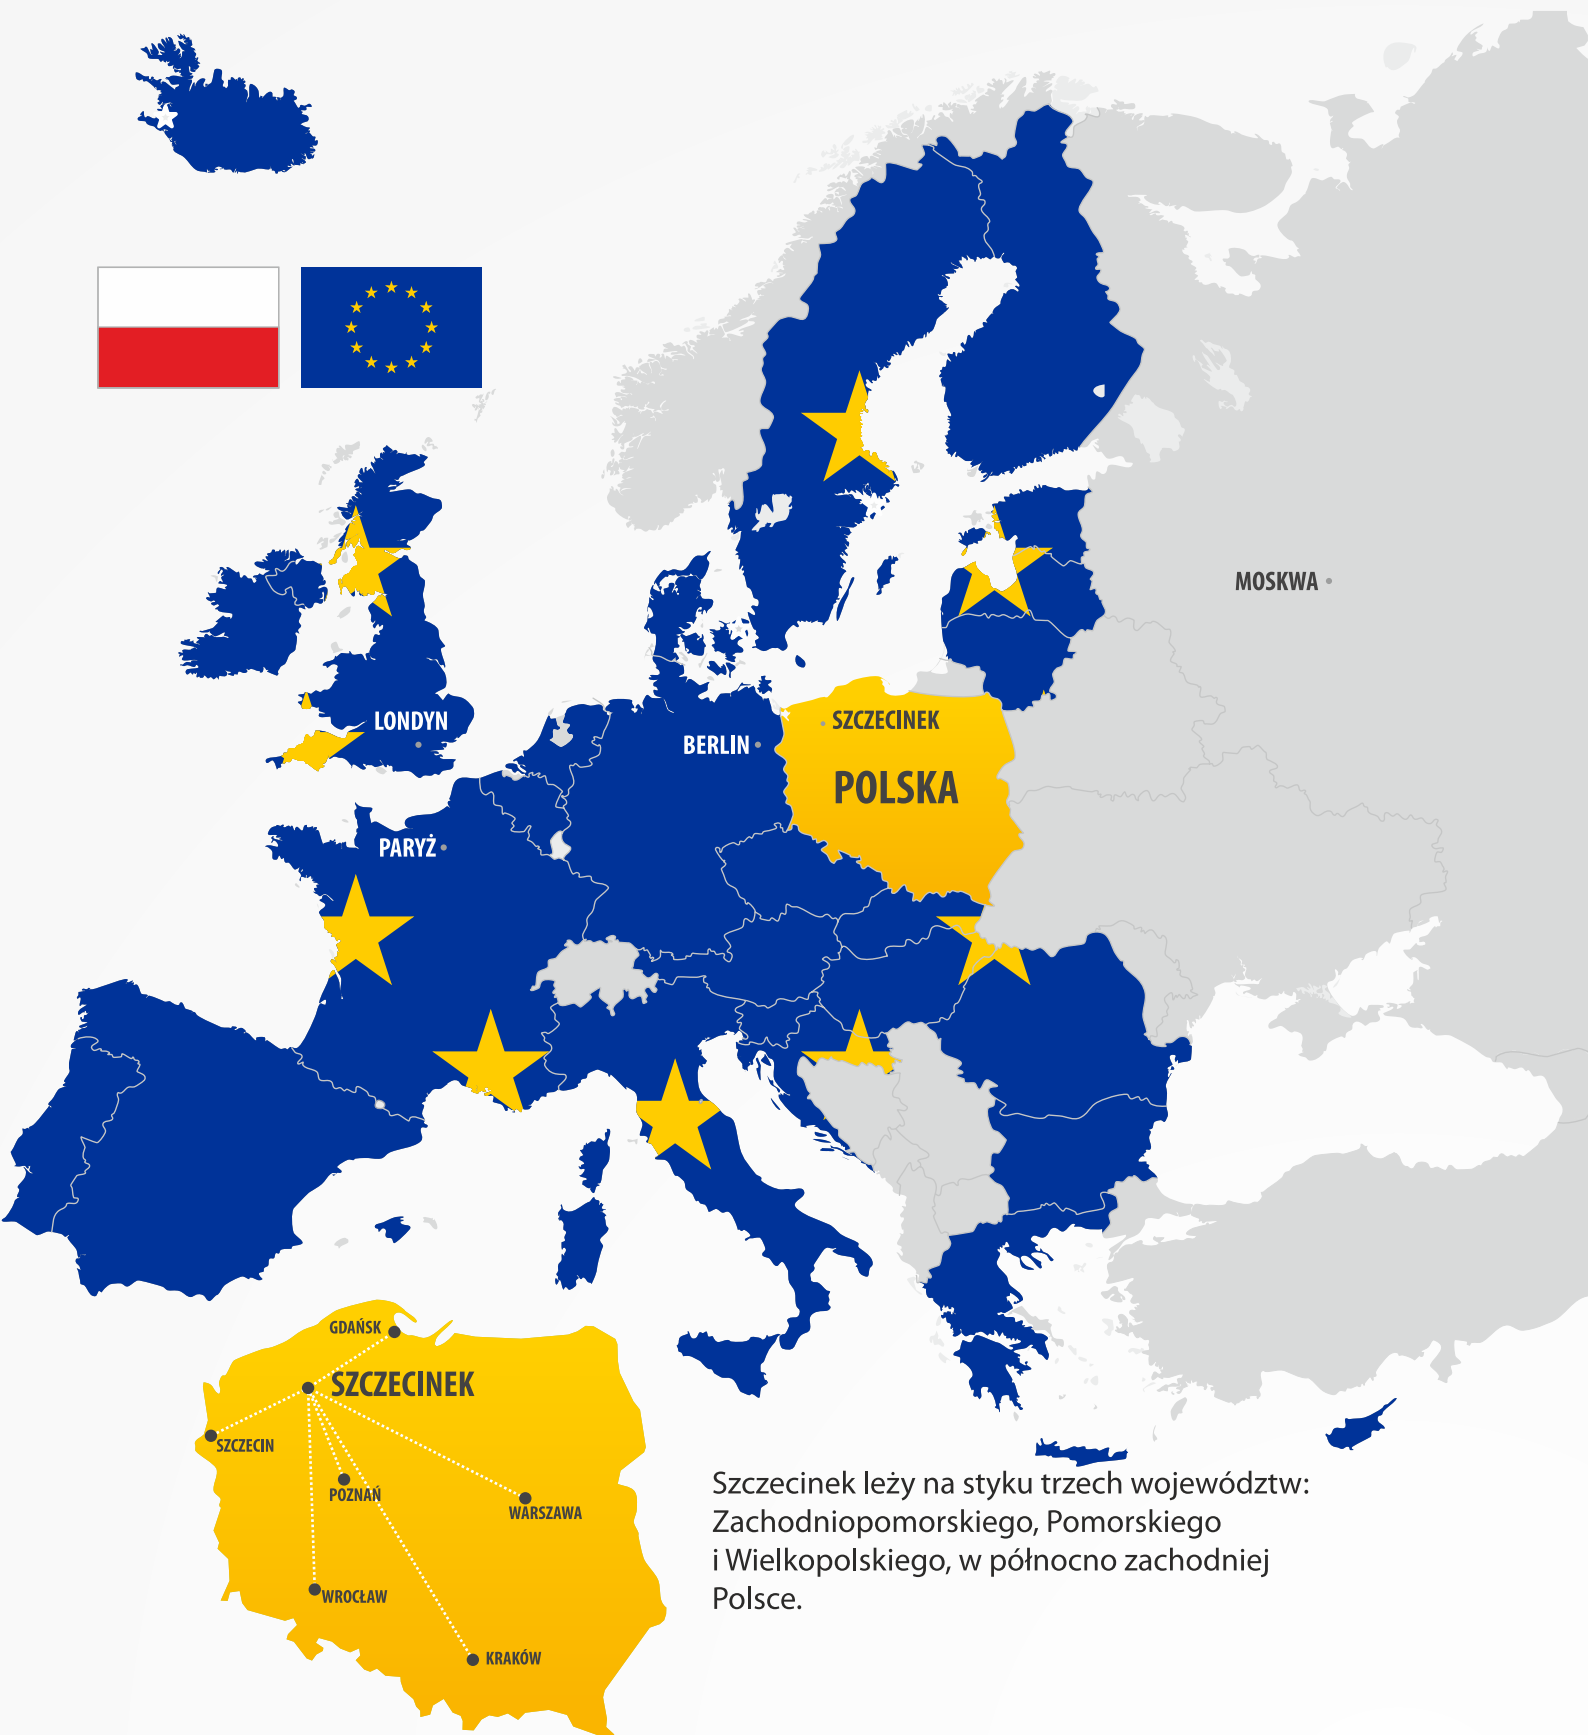 MOSKWA
LONDYN
SZCZECINEK
BERLIN
POLSKA
PARYŻ
GDAŃSK
SZCZECINEK
SZCZECIN
POZNAŃ
WARSZAWA
WROCŁAW
KRAKÓW
Szczecinek leży na styku trzech województw:
Zachodniopomorskiego, Pomorskiego
i Wielkopolskiego, w północno zachodniej
Polsce.